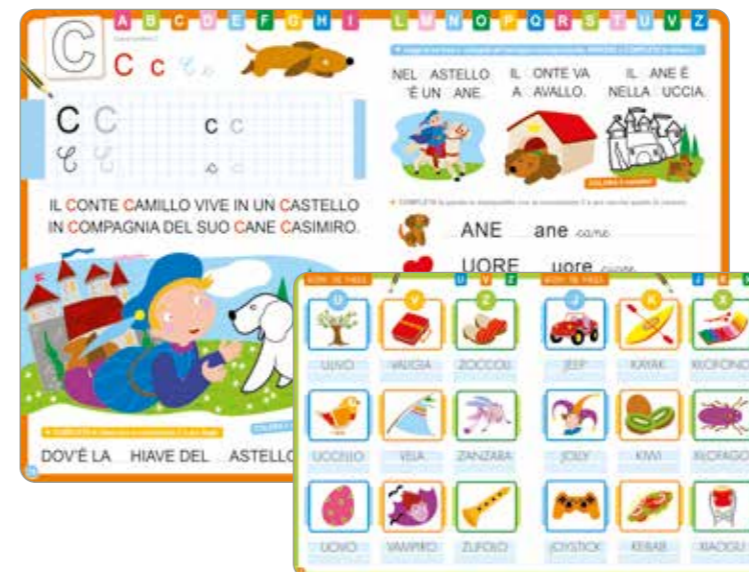 A B C D E F G H I
L M N O P Q R S T U V Z
C
C c
C C c c
IL CONTE CAMILLO VIVE IN UN CASTELLO
IN COMPAGNIA DEL SUO CANE CASIMIRO.
DOV'È LA HIAVE DEL ASTELLO
NEL ASTELLO
'È UN ANE.
IL ONTE VA
A AVALLO.
IL ANE È
NELLA UCCIA.
ANE ane cane
UORE uore cuore
U V Z
U V Z J K X
ULIVO VALIGIA ZOCCOLI JEEP KAYAK XILOFONO
UCCELLO VELA ZANZARA JOLLY KIWI XILOFAGO
UOVO VAMPIRO ZUFOLO JOYSTICK KEBAB XIAOGU